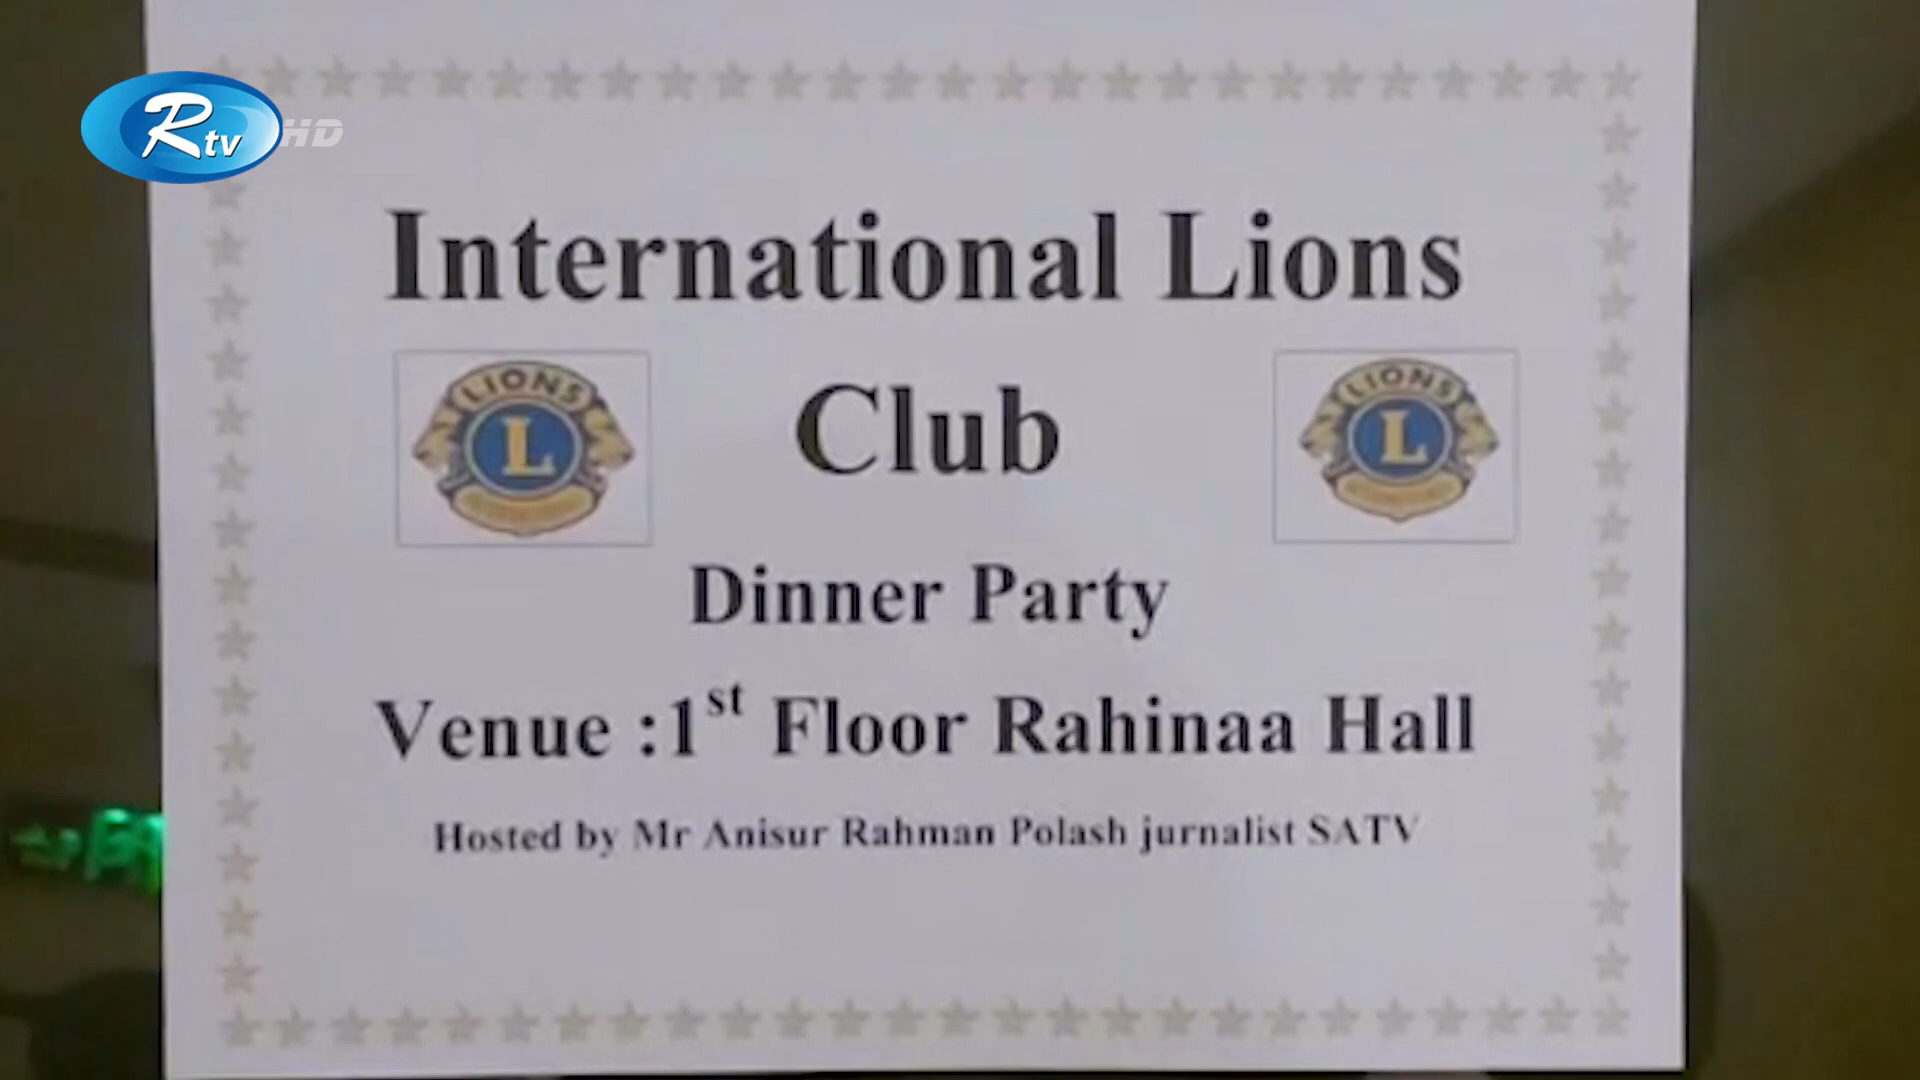 Rtv HD
International Lions
LIONS
L
Club
LIONS
L
Dinner Party
Venue :1st Floor Rahinaa Hall
Hosted by Mr Anisur Rahman Polash jurnalist SATV